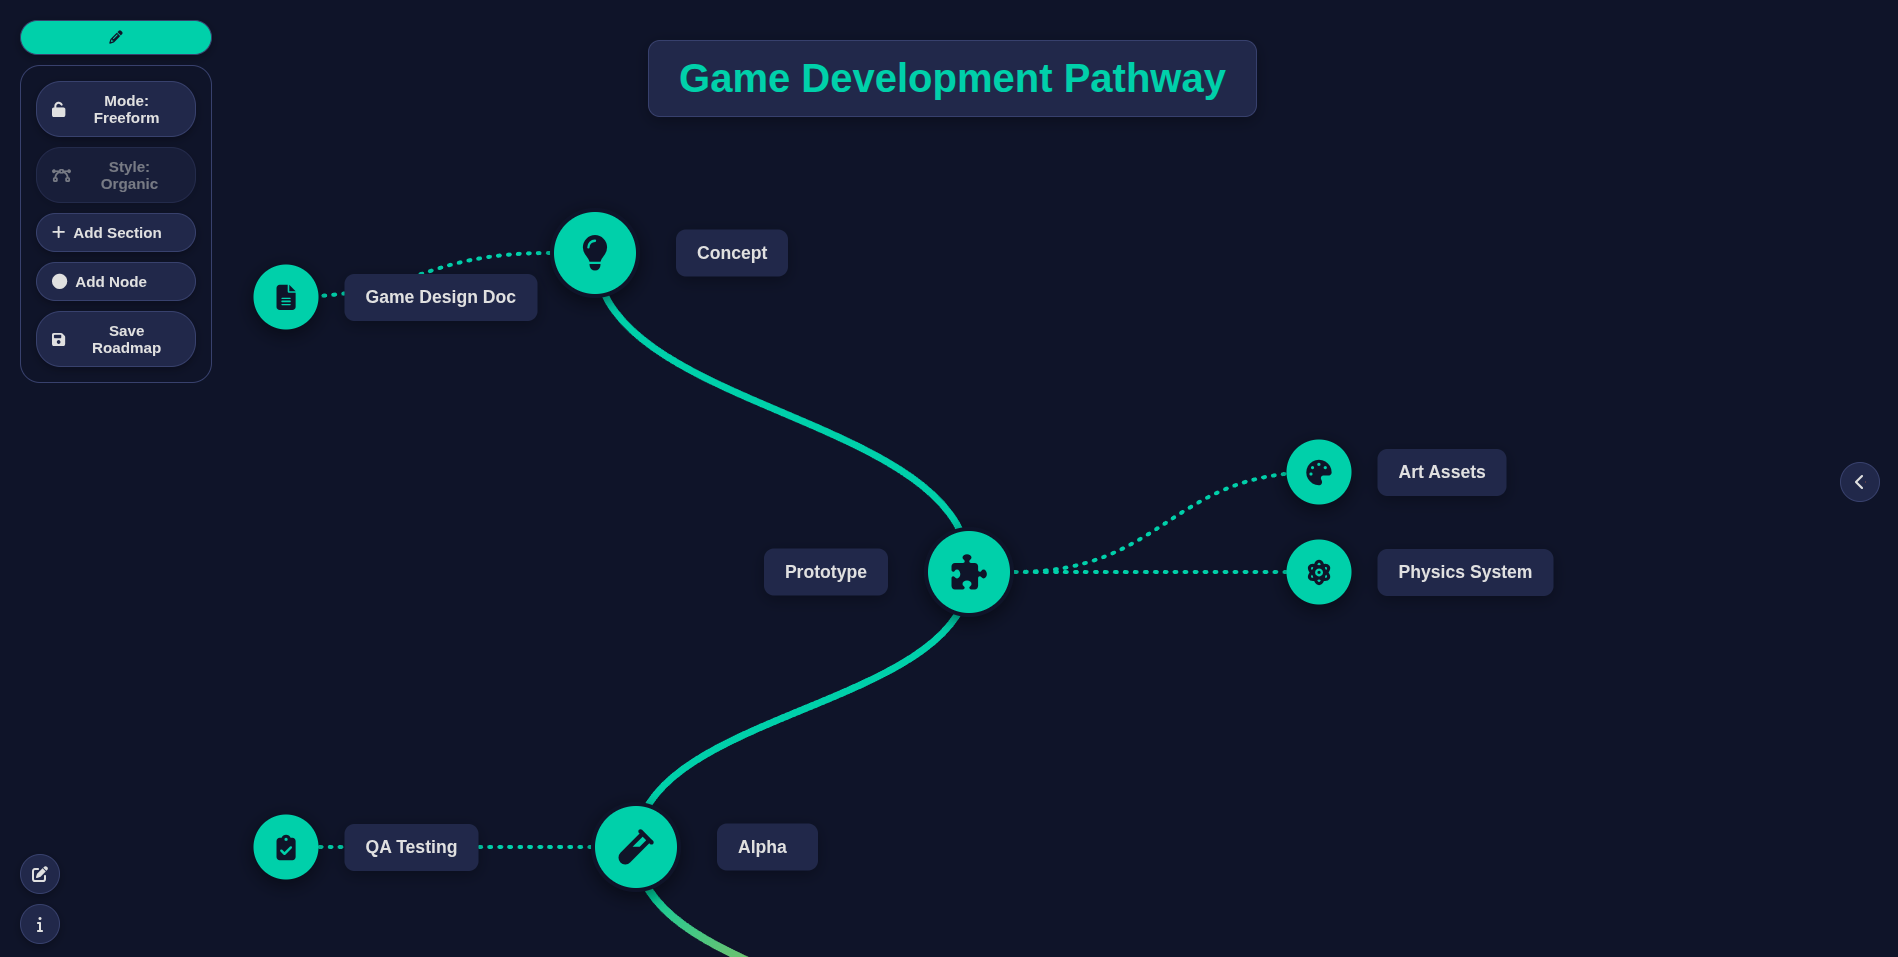 Game Development Pathway
Mode:
Freeform
Style:
Organic
Add Section
Add Node
Save
Roadmap
Concept
Game Design Doc
Art Assets
Prototype
Physics System
QA Testing
Alpha